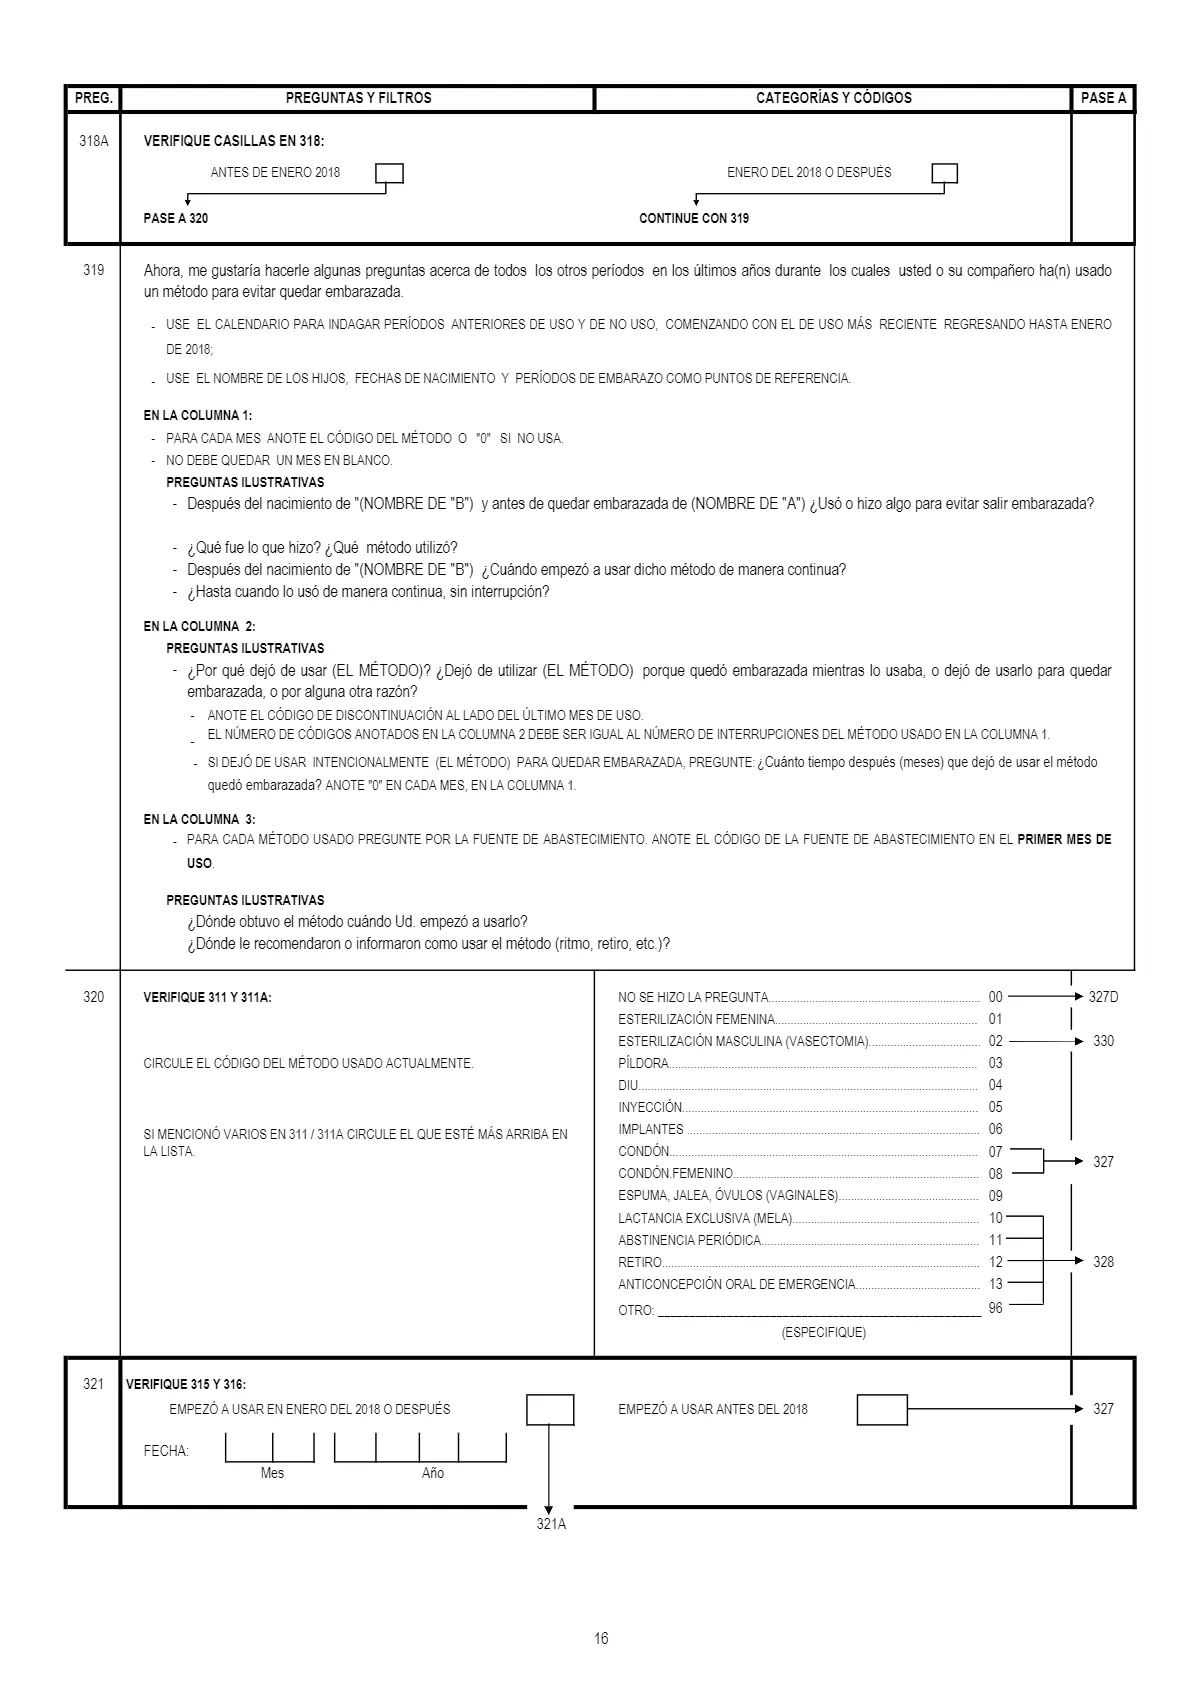 PREG. PREGUNTAS Y FILTROS CATEGORÍAS Y CÓDIGOS PASE A
318A VERIFIQUE CASILLAS EN 318:
ANTES DE ENERO 2018 ENERO DEL 2018 O DESPUÉS
PASE A 320 CONTINUE CON 319
319 Ahora, me gustaría hacerle algunas preguntas acerca de todos los otros períodos en los últimos años durante los cuales usted o su compañero ha(n) usado
un método para evitar quedar embarazada.
- USE EL CALENDARIO PARA INDAGAR PERÍODOS ANTERIORES DE USO Y DE NO USO, COMENZANDO CON EL DE USO MÁS RECIENTE REGRESANDO HASTA ENERO
DE 2018;
- USE EL NOMBRE DE LOS HIJOS, FECHAS DE NACIMIENTO Y PERÍODOS DE EMBARAZO COMO PUNTOS DE REFERENCIA.
EN LA COLUMNA 1:
- PARA CADA MES ANOTE EL CÓDIGO DEL MÉTODO O "0" SI NO USA.
- NO DEBE QUEDAR UN MES EN BLANCO.
PREGUNTAS ILUSTRATIVAS
- Después del nacimiento de "(NOMBRE DE "B") y antes de quedar embarazada de (NOMBRE DE "A") ¿Usó o hizo algo para evitar salir embarazada?
- ¿Qué fue lo que hizo? ¿Qué método utilizó?
- Después del nacimiento de "(NOMBRE DE "B") ¿Cuándo empezó a usar dicho método de manera continua?
- ¿Hasta cuando lo usó de manera continua, sin interrupción?
EN LA COLUMNA 2:
PREGUNTAS ILUSTRATIVAS
- ¿Por qué dejó de usar (EL MÉTODO)? ¿Dejó de utilizar (EL MÉTODO) porque quedó embarazada mientras lo usaba, o dejó de usarlo para quedar
embarazada, o por alguna otra razón?
- ANOTE EL CÓDIGO DE DISCONTINUACIÓN AL LADO DEL ÚLTIMO MES DE USO.
- EL NÚMERO DE CÓDIGOS ANOTADOS EN LA COLUMNA 2 DEBE SER IGUAL AL NÚMERO DE INTERRUPCIONES DEL MÉTODO USADO EN LA COLUMNA 1.
- SI DEJÓ DE USAR INTENCIONALMENTE (EL MÉTODO) PARA QUEDAR EMBARAZADA, PREGUNTE: ¿Cuánto tiempo después (meses) que dejó de usar el método
quedó embarazada? ANOTE "0" EN CADA MES, EN LA COLUMNA 1.
EN LA COLUMNA 3:
- PARA CADA MÉTODO USADO PREGUNTE POR LA FUENTE DE ABASTECIMIENTO. ANOTE EL CÓDIGO DE LA FUENTE DE ABASTECIMIENTO EN EL PRIMER MES DE
USO.
PREGUNTAS ILUSTRATIVAS
¿Dónde obtuvo el método cuándo Ud. empezó a usarlo?
¿Dónde le recomendaron o informaron como usar el método (ritmo, retiro, etc.)?
320 VERIFIQUE 311 Y 311A:
CIRCULE EL CÓDIGO DEL MÉTODO USADO ACTUALMENTE.
SI MENCIONÓ VARIOS EN 311 / 311A CIRCULE EL QUE ESTÉ MÁS ARRIBA EN
LA LISTA.
NO SE HIZO LA PREGUNTA.................... 00 327D
ESTERILIZACIÓN FEMENINA.................... 01
ESTERILIZACIÓN MASCULINA (VASECTOMIA).................... 02 330
PÍLDORA.................... 03
DIU.................... 04
INYECCIÓN.................... 05
IMPLANTES .................... 06
CONDÓN.................... 07
327
CONDÓN.FEMENINO.................... 08
ESPUMA, JALEA, ÓVULOS (VAGINALES).................... 09
LACTANCIA EXCLUSIVA (MELA).................... 10
ABSTINENCIA PERIÓDICA.................... 11
RETIRO.................... 12 328
ANTICONCEPCIÓN ORAL DE EMERGENCIA.................... 13
OTRO: ____________________ 96
(ESPECIFIQUE)
321 VERIFIQUE 315 Y 316:
EMPEZÓ A USAR EN ENERO DEL 2018 O DESPUÉS EMPEZÓ A USAR ANTES DEL 2018 327
FECHA:
Mes Año
321A
16